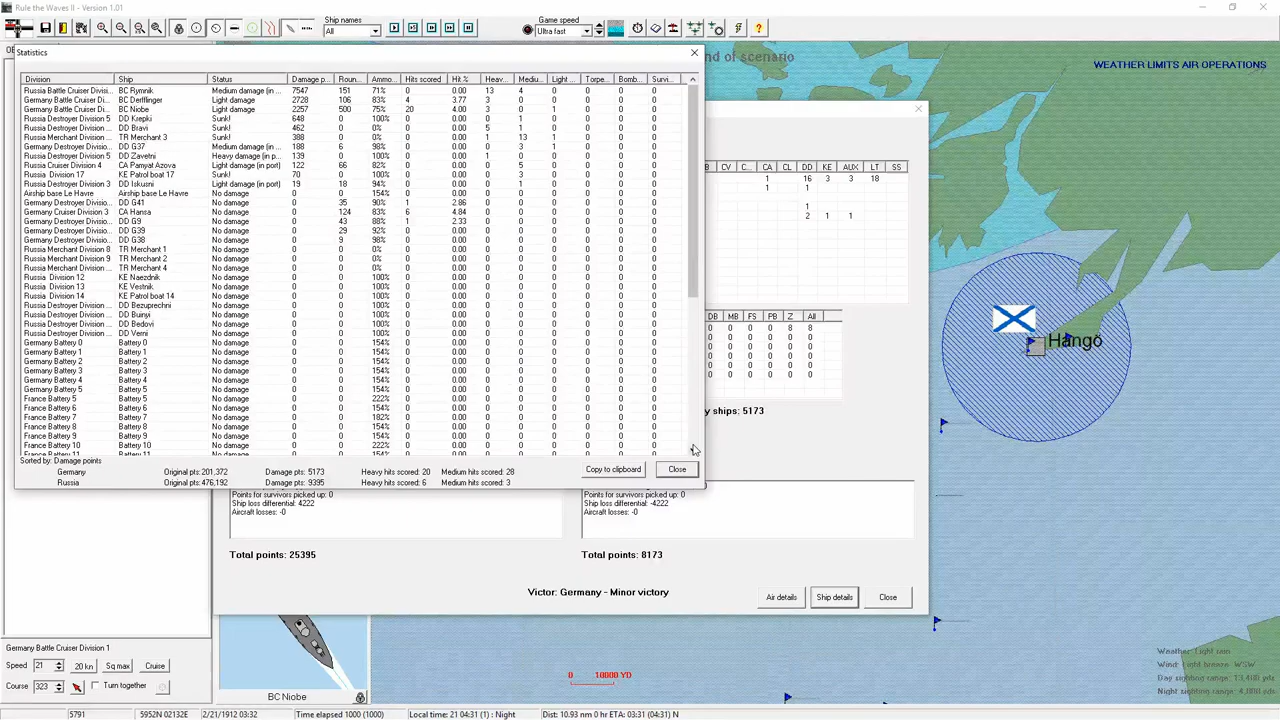 Rule the Waves II - Version 1.01
Ship names
All
Game speed
Ultra fast
nd of scenario
WEATHER LIMITS AIR OPERATIONS
Statistics
Division Ship Status Damage p... Roun... Ammo... Hits scored Hit % Heav... Mediu... Light ... Torpe... Bomb... Survi...
Russia Battle Cruiser Divisi... BC Rymnik Medium damage (in ... 7547 151 71% 0 0.00 13 4 0 0 0 0
Germany Battle Cruiser Di... BC Derfflinger Light damage 2728 106 83% 4 3.77 3 0 0 0 0 0
Germany Battle Cruiser Di... BC Niobe Light damage 2257 500 75% 20 4.00 3 3 1 0 0 0
Russia Destroyer Division 5 DD Krepki Sunk! 648 0 100% 0 0.00 0 1 0 0 0 0
Russia Destroyer Division ... DD Bravi Sunk! 462 0 0% 0 0.00 5 1 0 0 0 0
Russia Merchant Division 3 TR Merchant 3 Sunk! 388 0 0% 0 0.00 1 13 1 0 0 0
Germany Destroyer Divisio... DD G37 Medium damage (in ... 188 6 98% 0 0.00 0 3 1 0 0 0
Russia Destroyer Division 5 DD Zavetni Heavy damage (in p... 139 0 100% 0 0.00 1 0 0 0 0 0
Russia Cruiser Division 4 CA Pamyat Azova Light damage (in port) 122 66 82% 0 0.00 0 1 0 0 0 0
Russia Division 17 KE Patrol boat 17 Sunk! 70 0 100% 0 0.00 0 3 0 0 0 0
Russia Destroyer Division 3 DD Iskusni Light damage (in port) 19 18 94% 0 0.00 0 1 0 0 0 0
Airship base Le Havre Airship base Le Havre No damage 0 0 154% 0 0.00 0 0 0 0 0 0
Germany Destroyer Divisio... DD G41 No damage 0 35 90% 1 2.86 0 0 0 0 0 0
Germany Cruiser Division 3 CA Hansa No damage 0 124 83% 6 4.84 0 0 0 0 0 0
Germany Destroyer Divisio... DD G9 No damage 0 43 88% 1 2.33 0 0 0 0 0 0
Germany Destroyer Divisio... DD G39 No damage 0 29 92% 0 0.00 0 0 0 0 0 0
Germany Destroyer Divisio... DD G38 No damage 0 9 98% 0 0.00 0 0 0 0 0 0
Russia Merchant Division 8 TR Merchant 1 No damage 0 0 0% 0 0.00 0 0 0 0 0 0
Russia Merchant Division 9 TR Merchant 2 No damage 0 0 0% 0 0.00 0 0 0 0 0 0
Russia Merchant Division ... TR Merchant 4 No damage 0 0 0% 0 0.00 0 0 0 0 0 0
Russia Division 12 KE Naezdnik No damage 0 0 100% 0 0.00 0 0 0 0 0 0
Russia Division 13 KE Vestnik No damage 0 0 100% 0 0.00 0 0 0 0 0 0
Russia Division 14 KE Patrol boat 14 No damage 0 0 100% 0 0.00 0 0 0 0 0 0
Russia Destroyer Division ... DD Bezuprechni No damage 0 0 100% 0 0.00 0 0 0 0 0 0
Russia Destroyer Division ... DD Buinyi No damage 0 0 100% 0 0.00 0 0 0 0 0 0
Russia Destroyer Division ... DD Bedovi No damage 0 0 100% 0 0.00 0 0 0 0 0 0
Russia Destroyer Division ... DD Verni No damage 0 0 100% 0 0.00 0 0 0 0 0 0
Germany Battery 0 Battery 0 No damage 0 0 154% 0 0.00 0 0 0 0 0 0
Germany Battery 1 Battery 1 No damage 0 0 154% 0 0.00 0 0 0 0 0 0
Germany Battery 2 Battery 2 No damage 0 0 154% 0 0.00 0 0 0 0 0 0
Germany Battery 3 Battery 3 No damage 0 0 154% 0 0.00 0 0 0 0 0 0
Germany Battery 4 Battery 4 No damage 0 0 154% 0 0.00 0 0 0 0 0 0
Germany Battery 5 Battery 5 No damage 0 0 154% 0 0.00 0 0 0 0 0 0
France Battery 5 Battery 5 No damage 0 0 222% 0 0.00 0 0 0 0 0 0
France Battery 6 Battery 6 No damage 0 0 154% 0 0.00 0 0 0 0 0 0
France Battery 7 Battery 7 No damage 0 0 182% 0 0.00 0 0 0 0 0 0
France Battery 8 Battery 8 No damage 0 0 154% 0 0.00 0 0 0 0 0 0
France Battery 9 Battery 9 No damage 0 0 154% 0 0.00 0 0 0 0 0 0
France Battery 10 Battery 10 No damage 0 0 222% 0 0.00 0 0 0 0 0 0
Sorted by: Damage points
Germany Original pts: 201,372 Damage pts: 5173 Heavy hits scored: 20 Medium hits scored: 28
Russia Original pts: 476,192 Damage pts: 9395 Heavy hits scored: 6 Medium hits scored: 3
Copy to clipboard
Close
B CV C... CA CL DD KE AUX LT SS
1 16 3 3 18
1 1
1
2 1 1
DB MB FS PB Z All
0 0 0 0 8 8
0 0 0 0 0 0
0 0 0 0 0 0
0 0 0 0 0 0
0 0 0 0 0 0
0 0 0 0 0 0
y ships: 5173
Points for survivors picked up: 0
Ship loss differential: 4222
Aircraft losses: -0
Points for survivors picked up: 0
Ship loss differential: -4222
Aircraft losses: -0
Total points: 25395
Total points: 8173
Victor: Germany - Minor victory
Air details
Ship details
Close
Hangö
Germany Battle Cruiser Division 1
Speed 21 20 kn Sq max Cruise
Course 323 Turn together
BC Niobe
0 10000 YD
Weather: Light rain
Wind: Light breeze WSW
Day sighting range: 13,400 yds
Night sighting range: 4,000 yds
5791 5952N 02132E 2/21/1912 03:32 Time elapsed 1000 (1000) Local time: 21 04:31 (1) : Night Dist: 10.93 nm 0 hr ETA: 03:31 (04:31) N